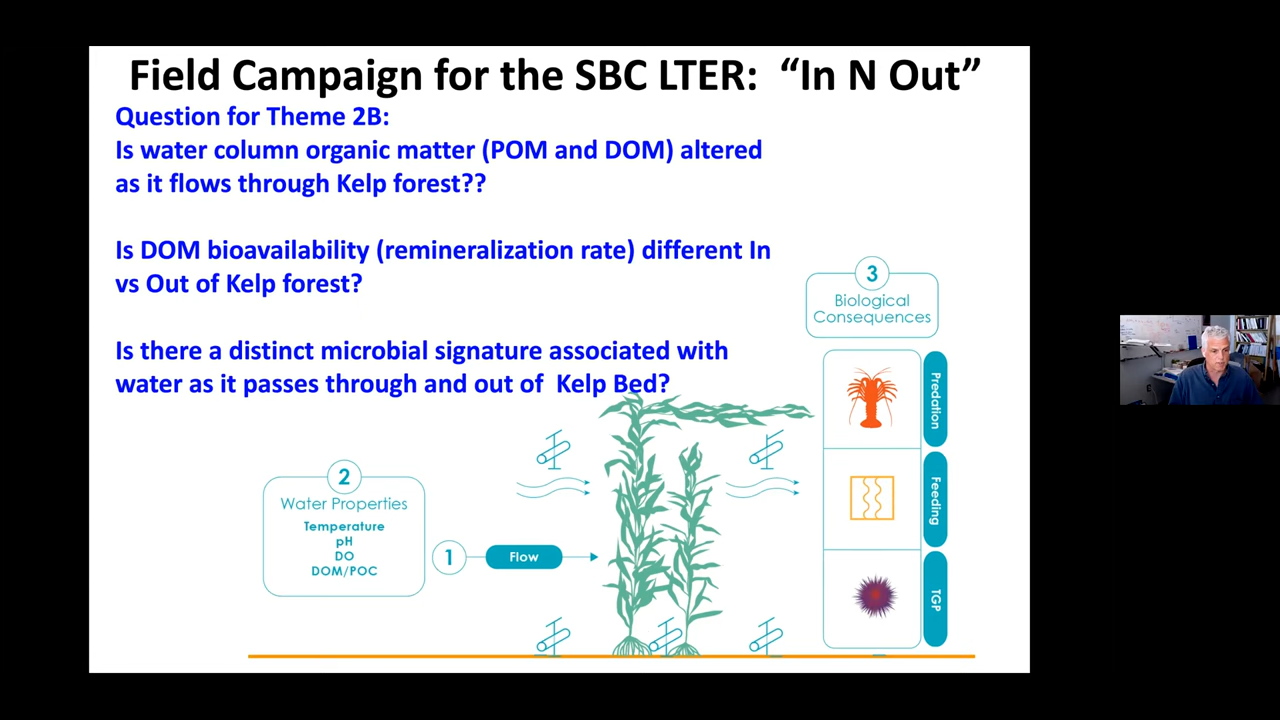 Field Campaign for the SBC LTER:  “In N Out”
Question for Theme 2B:
Is water column organic matter (POM and DOM) altered
as it flows through Kelp forest??
Is DOM bioavailability (remineralization rate) different In
vs Out of Kelp forest?
Is there a distinct microbial signature associated with
water as it passes through and out of  Kelp Bed?
3
Biological
Consequences
Predation
Feeding
TGP
2
Water Properties
Temperature
pH
DO
DOM/POC
1
Flow